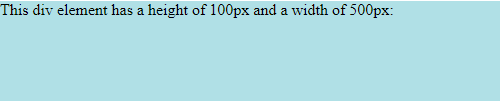 This div element has a height of 100px and a width of 500px: